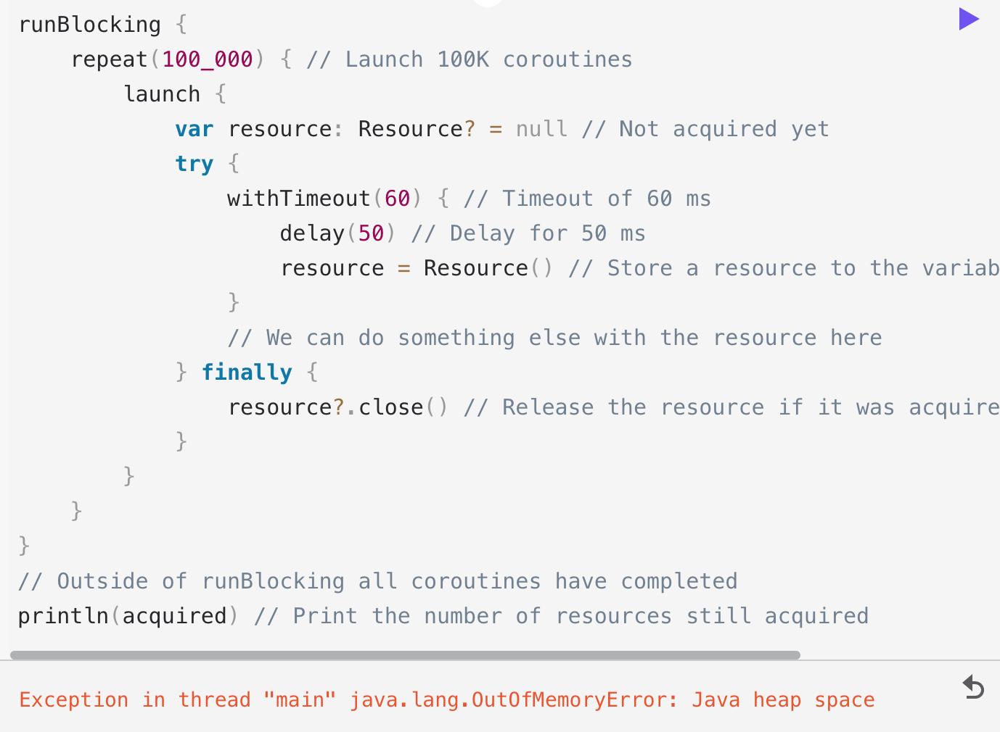 runBlocking {
repeat(100_000) { // Launch 100K coroutines
launch {
var resource: Resource? = null // Not acquired yet
try {
withTimeout(60) { // Timeout of 60 ms
delay(50) // Delay for 50 ms
resource = Resource() // Store a resource to the variab
}
// We can do something else with the resource here
} finally {
resource?.close() // Release the resource if it was acquire
}
}
}
}
// Outside of runBlocking all coroutines have completed
println(acquired) // Print the number of resources still acquired
Exception in thread "main" java.lang.OutOfMemoryError: Java heap space